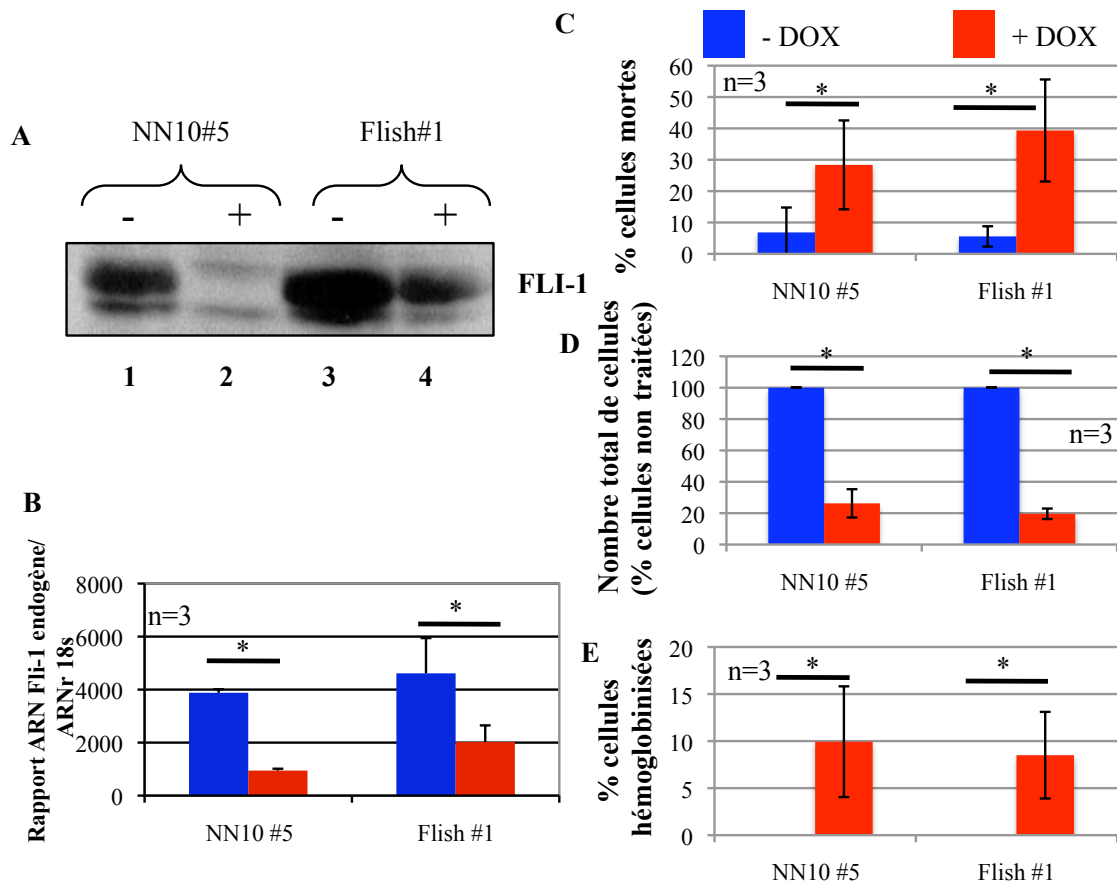 A
NN10#5
Flish#1
-
+
-
+
FLI-1
1
2
3
4
B
Rapport ARN Fli-1 endogène/
ARNr 18s
8000
6000
4000
2000
0
n=3
*
*
NN10 #5
Flish #1
C
- DOX
+ DOX
% cellules mortes
60
50
40
30
20
10
0
n=3
*
*
NN10 #5
Flish #1
D
Nombre total de cellules
(% cellules non traitées)
120
100
80
60
40
20
0
*
*
n=3
NN10 #5
Flish #1
E
% cellules
hémoglobinisées
20
15
10
5
0
n=3
*
*
NN10 #5
Flish #1